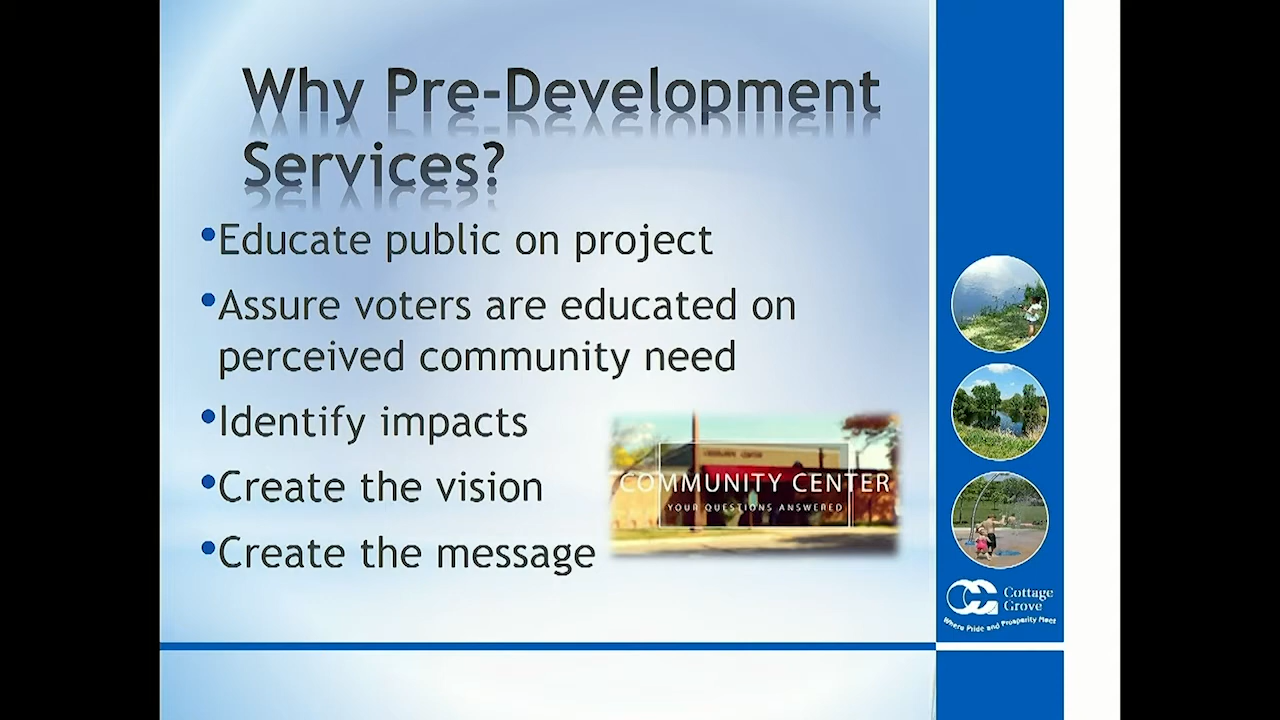 Why Pre-Development
Services?
•Educate public on project
•Assure voters are educated on
perceived community need
•Identify impacts
•Create the vision
•Create the message
COMMUNITY CENTER
YOUR QUESTIONS ANSWERED
Cottage
Grove
Where Pride and Prosperity Meet